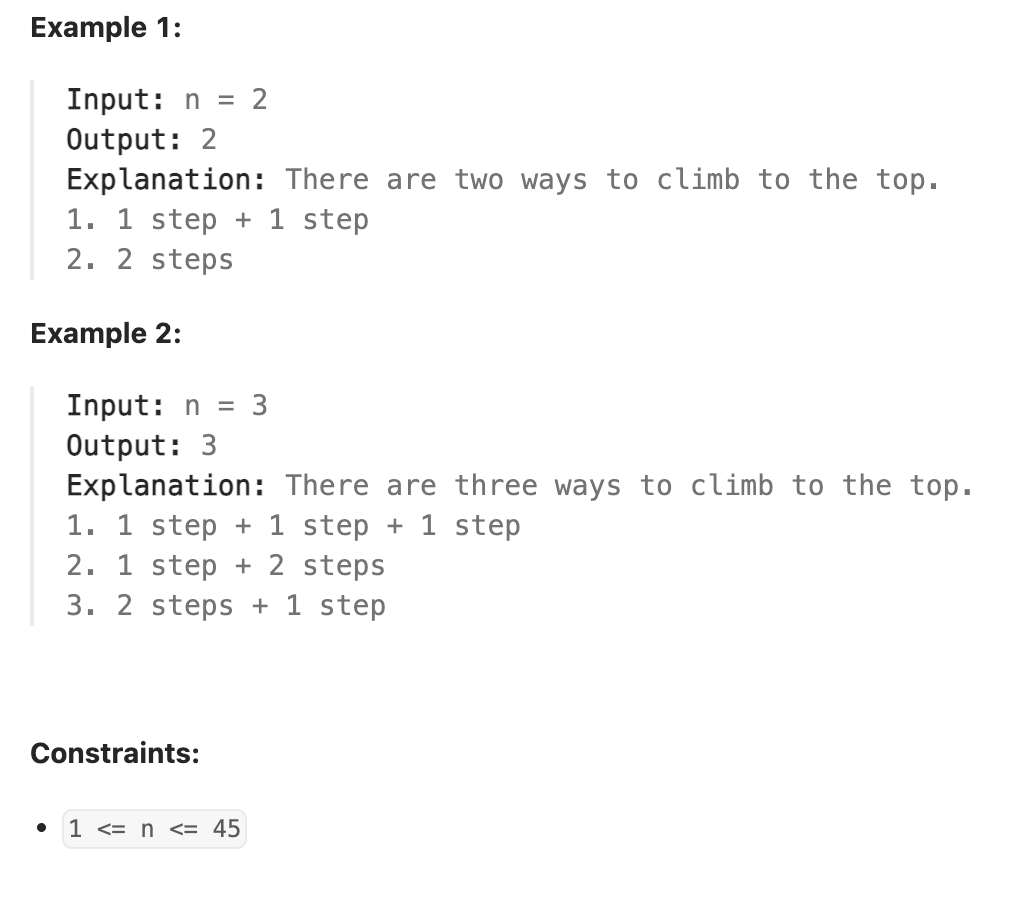 Example 1:
Input: n = 2
Output: 2
Explanation: There are two ways to climb to the top.
1. 1 step + 1 step
2. 2 steps
Example 2:
Input: n = 3
Output: 3
Explanation: There are three ways to climb to the top.
1. 1 step + 1 step + 1 step
2. 1 step + 2 steps
3. 2 steps + 1 step
Constraints:
• 1 <= n <= 45